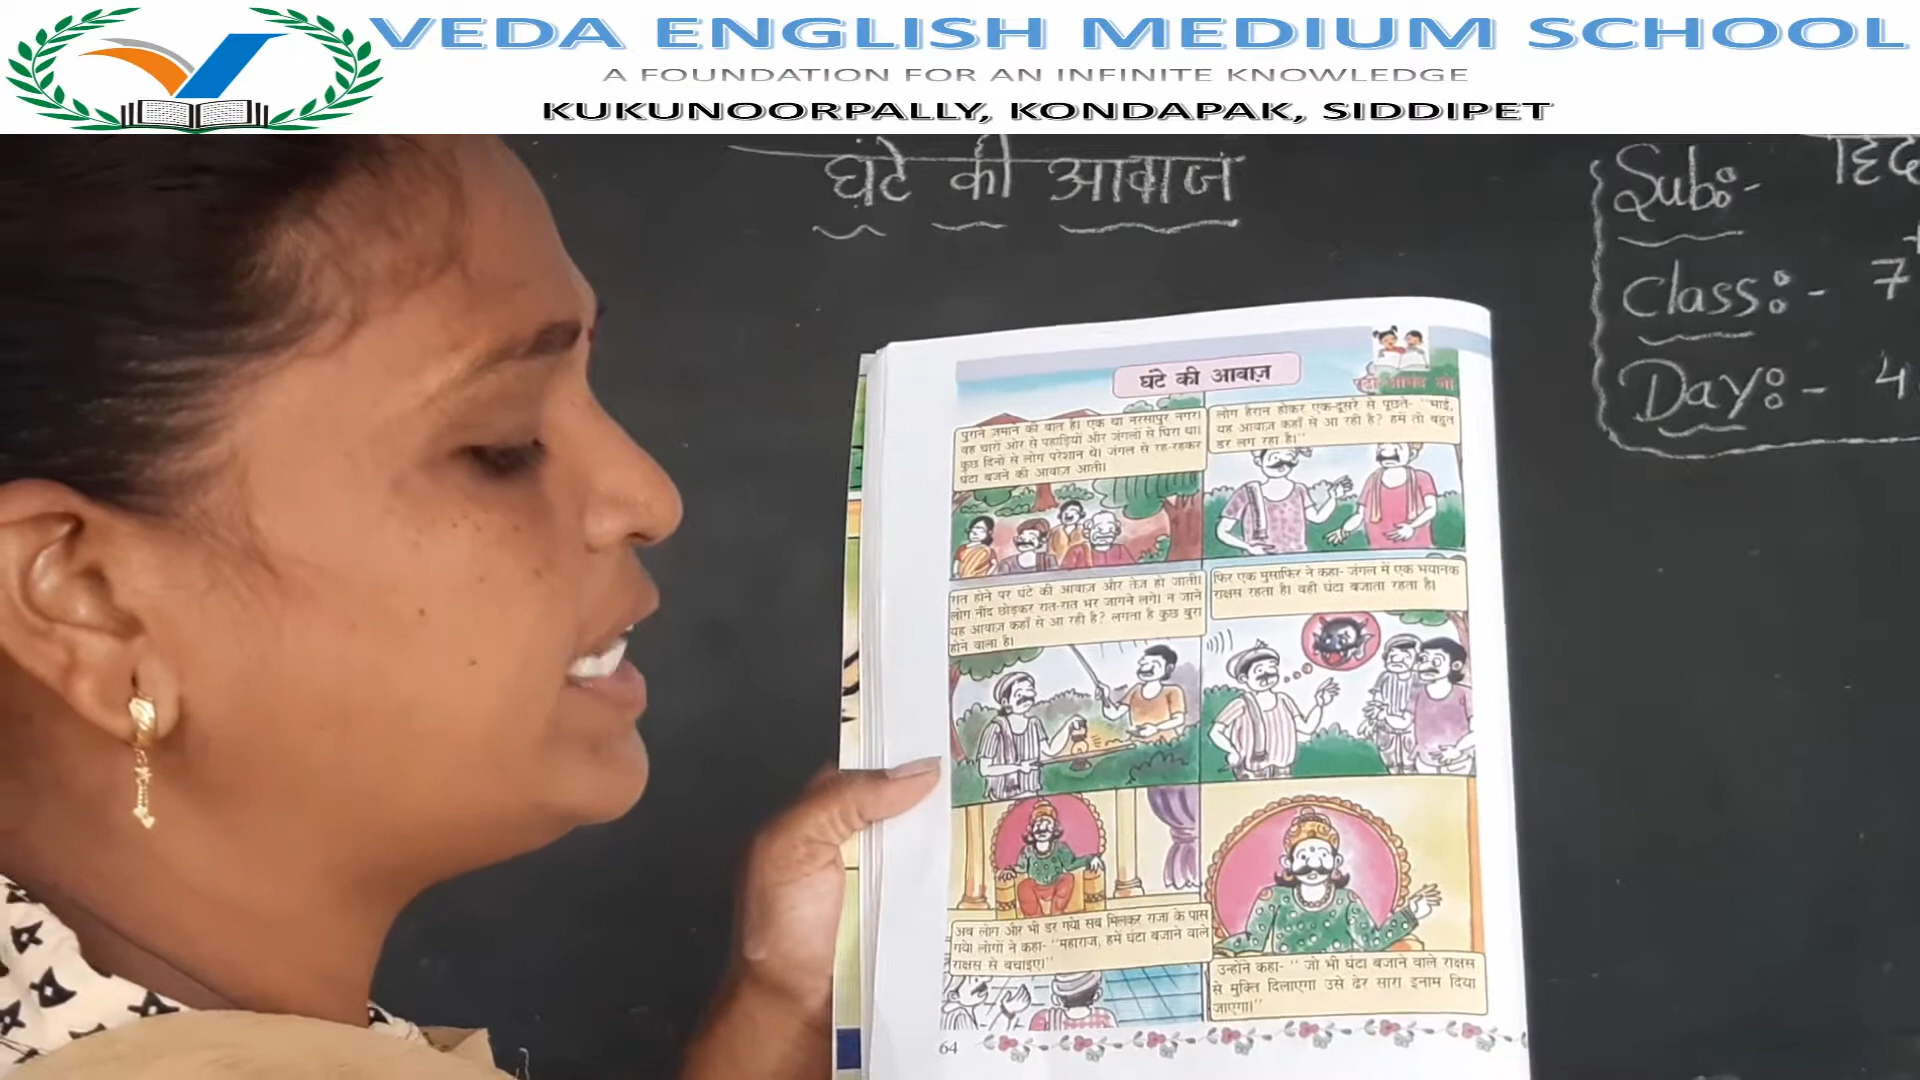 VEDA ENGLISH MEDIUM SCHOOL
A FOUNDATION FOR AN INFINITE KNOWLEDGE
KUKUNOORPALLY, KONDAPAK, SIDDIPET
घंटे की आवाज
Sub:-
Class:- 7
Day:- 4
घंटे की आवाज़
पुराने ज़माने की बात है। एक था नरसापुर नगर।
वह चारों ओर से पहाड़ियों और जंगलों से घिरा था।
कुछ दिनों से लोग परेशान थे। जंगल से रह-रहकर
घंटा बजने की आवाज़ आती।
लोग हैरान होकर एक-दूसरे से पूछते- "भाई,
यह आवाज़ कहाँ से आ रही है? हमें तो बहुत
डर लग रहा है।"
रात होने पर घंटे की आवाज़ और तेज़ हो जाती।
लोग नींद छोड़कर रात-रात भर जागने लगे। न जाने
यह आवाज़ कहाँ से आ रही है? लगता है कुछ बुरा
होने वाला है।
फिर एक मुसाफिर ने कहा- जंगल में एक भयानक
राक्षस रहता है। वही घंटा बजाता रहता है।
अब लोग और भी डर गये। सब मिलकर राजा के पास
गये। लोगों ने कहा- "महाराज, हमें घंटा बजाने वाले
राक्षस से बचाइए।"
उन्होंने कहा- " जो भी घंटा बजाने वाले राक्षस
से मुक्ति दिलाएगा उसे ढेर सारा इनाम दिया
जाएगा।"
64